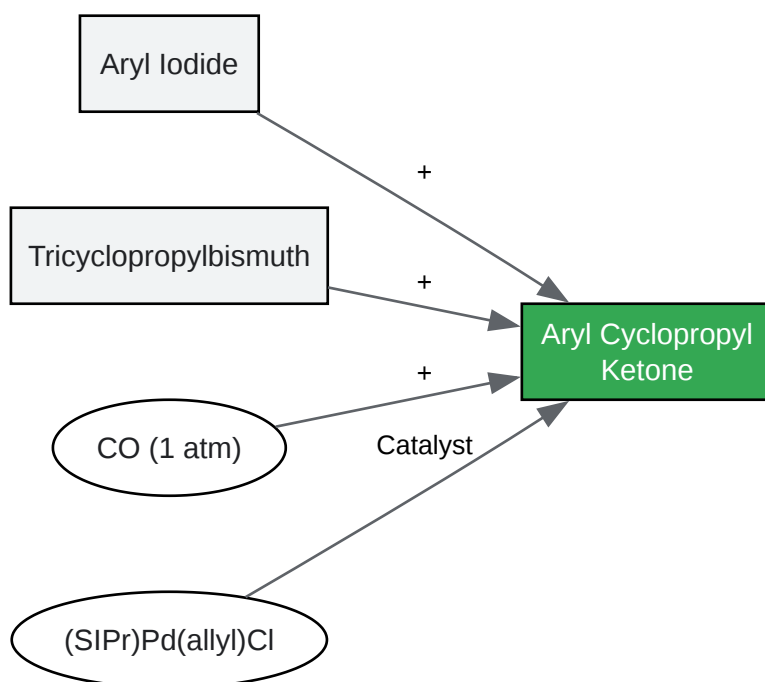 Aryl Iodide
+
Tricyclopropylbismuth
+
Aryl Cyclopropyl
Ketone
+
CO (1 atm)
Catalyst
(SIPr)Pd(allyl)Cl